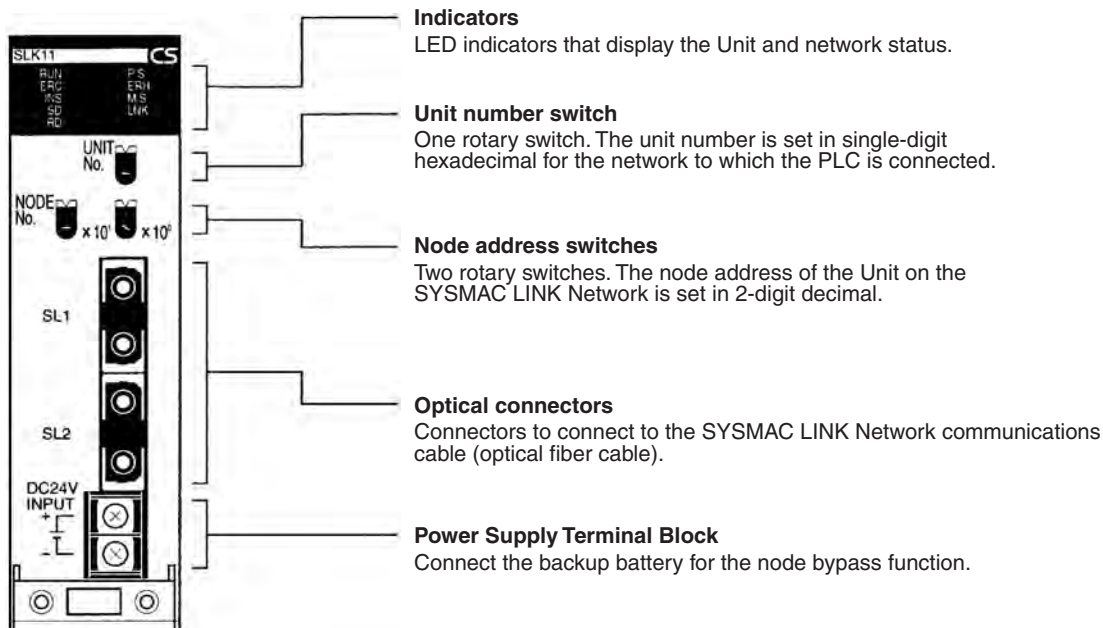 Indicators
LED indicators that display the Unit and network status.
SLK11
CS
RUN P/S
ERC ERH
INS M/S
SD LNK
RD
Unit number switch
One rotary switch. The unit number is set in single-digit
hexadecimal for the network to which the PLC is connected.
UNIT
No.
NODE
No.
×10¹ ×10⁰
Node address switches
Two rotary switches. The node address of the Unit on the
SYSMAC LINK Network is set in 2-digit decimal.
SL1
Optical connectors
Connectors to connect to the SYSMAC LINK Network communications
cable (optical fiber cable).
SL2
DC24V
INPUT
+
–
Power Supply Terminal Block
Connect the backup battery for the node bypass function.